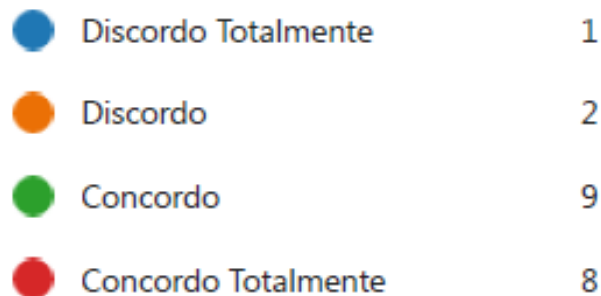 Discordo Totalmente 1
Discordo 2
Concordo 9
Concordo Totalmente 8